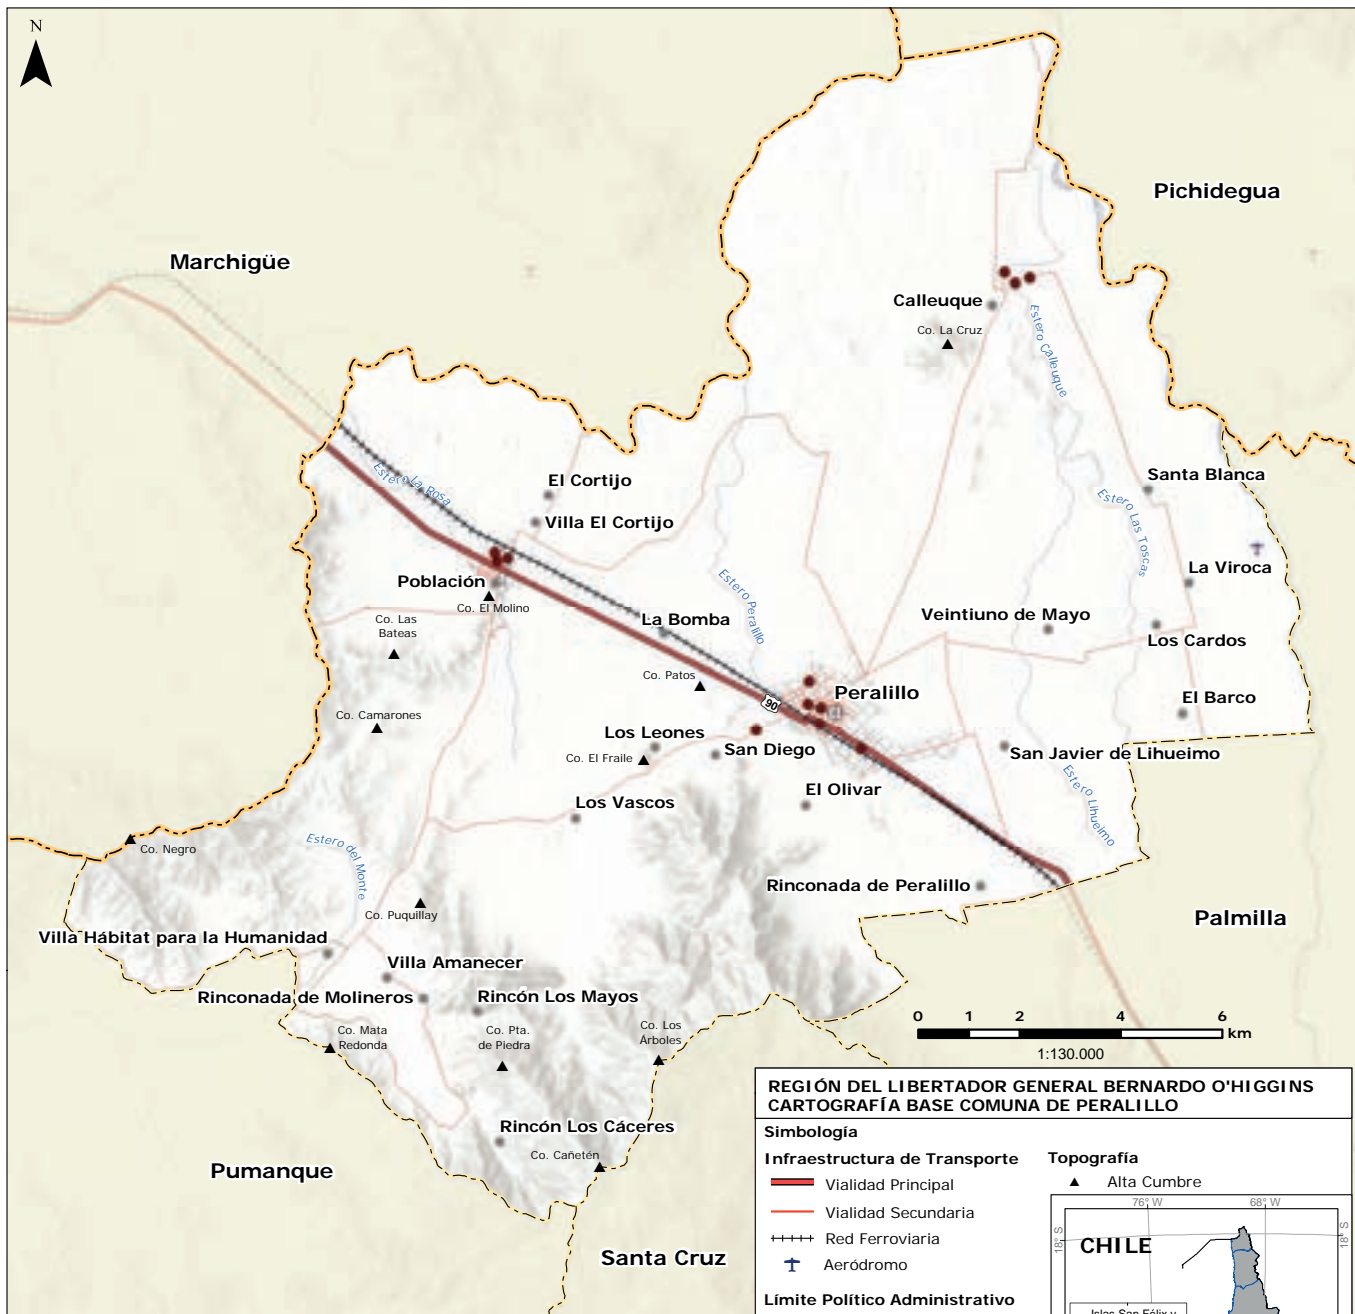 N
Pichidegua
Marchigüe
Calleuque
Co. La Cruz
Estero Calleuque
Estero La Rosa
El Cortijo
Santa Blanca
Villa El Cortijo
Estero Las Toscas
Población
La Viroca
Co. El Molino
Estero Peralillo
Co. Las
Bateas
La Bomba
Veintiuno de Mayo
Los Cardos
Co. Patos
Peralillo
90
El Barco
Co. Camarones
Los Leones
San Diego
San Javier de Lihueimo
Co. El Fraile
El Olivar
Los Vascos
Estero Lihueimo
Co. Negro
Estero del Monte
Rinconada de Peralillo
Co. Puquillay
Palmilla
Villa Hábitat para la Humanidad
Villa Amanecer
Rinconada de Molineros
Rincón Los Mayos
Co. Mata
Redonda
Co. Pta.
de Piedra
Co. Los
Árboles
0 1 2 4 6
km
1:130.000
Rincón Los Cáceres
Co. Cañetén
Pumanque
Santa Cruz
REGIÓN DEL LIBERTADOR GENERAL BERNARDO O'HIGGINS
CARTOGRAFÍA BASE COMUNA DE PERALILLO
Simbología
Infraestructura de Transporte
Vialidad Principal
Vialidad Secundaria
Red Ferroviaria
Aeródromo
Límite Político Administrativo
Topografía
Alta Cumbre
76° W 68° W
18° S 18° S
CHILE
Islas San Félix y